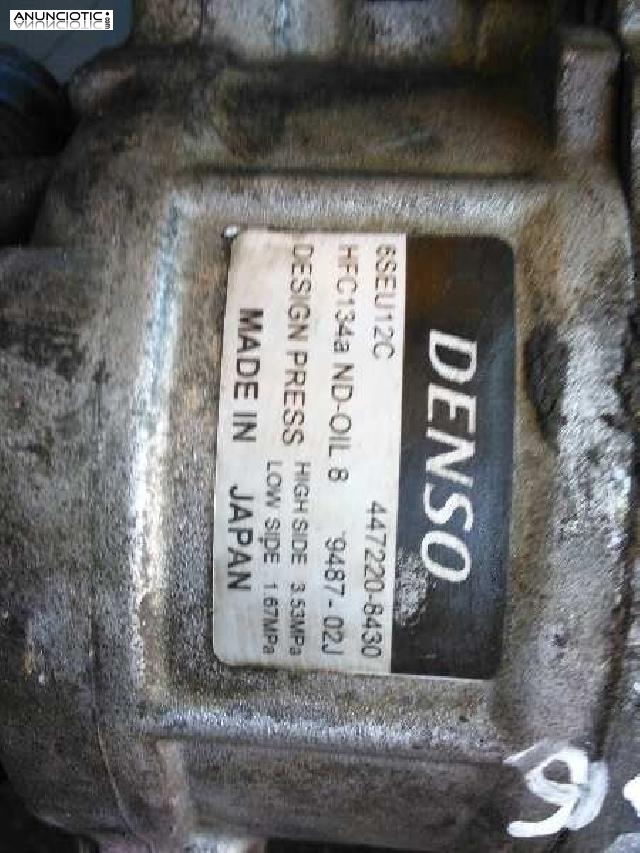 ANUNCIOTIC.com
DENSO
6SEU12C 447220-8430
HFC134a ND-OIL 8 9487-02J
DESIGN PRESS HIGH SIDE 3.53MPa
LOW SIDE 1.67MPa
MADE IN JAPAN